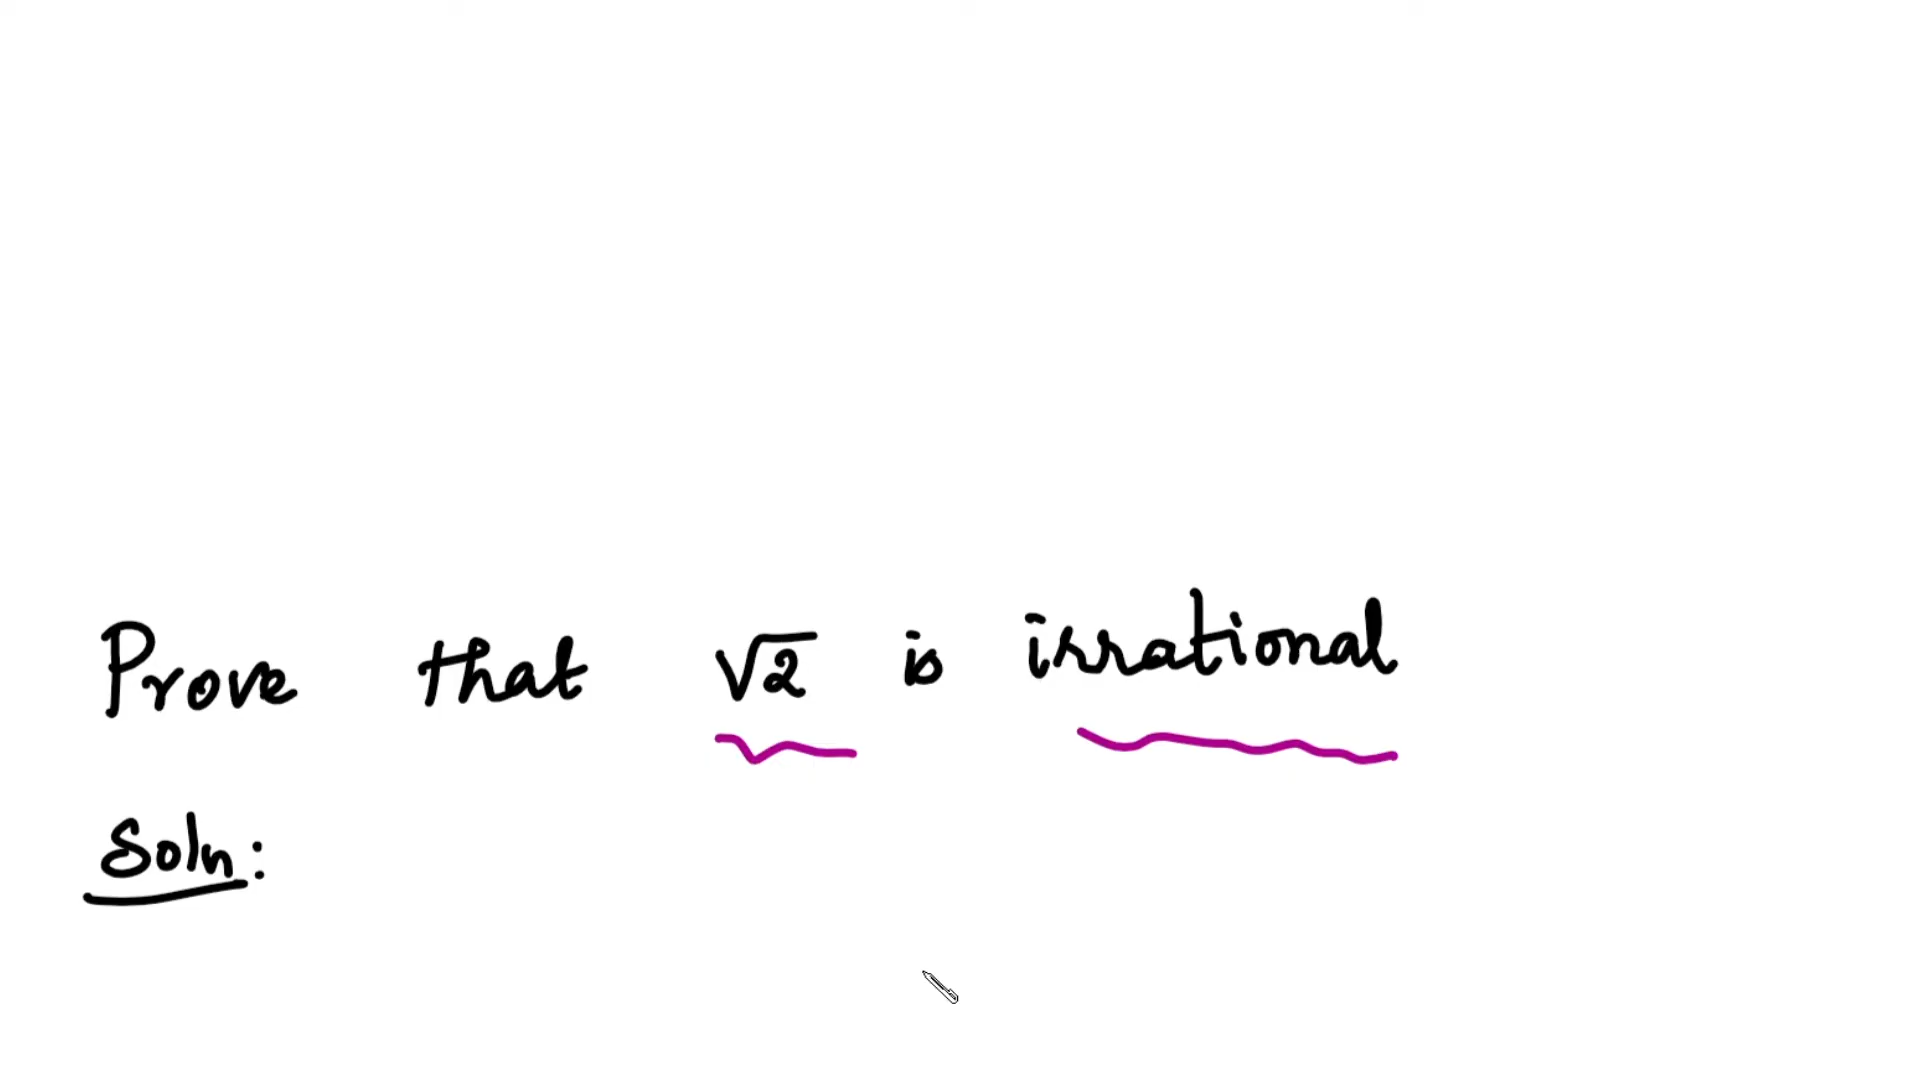 Prove that √2 is irrational
Soln: